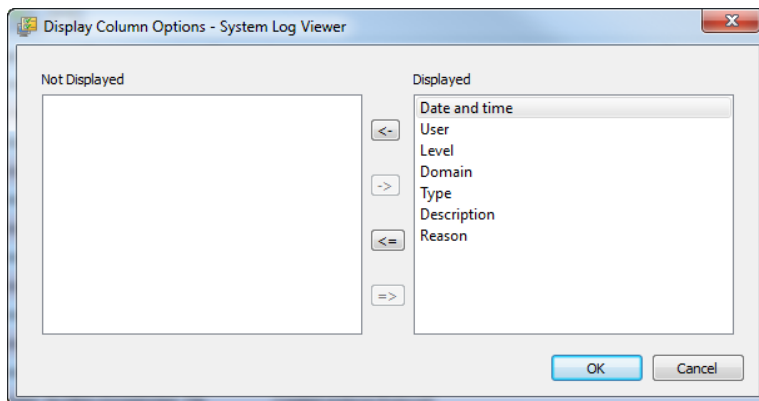 Display Column Options - System Log Viewer
Not Displayed
Displayed
Date and time
User
Level
Domain
Type
Description
Reason
<-
->
<=
=>
OK
Cancel